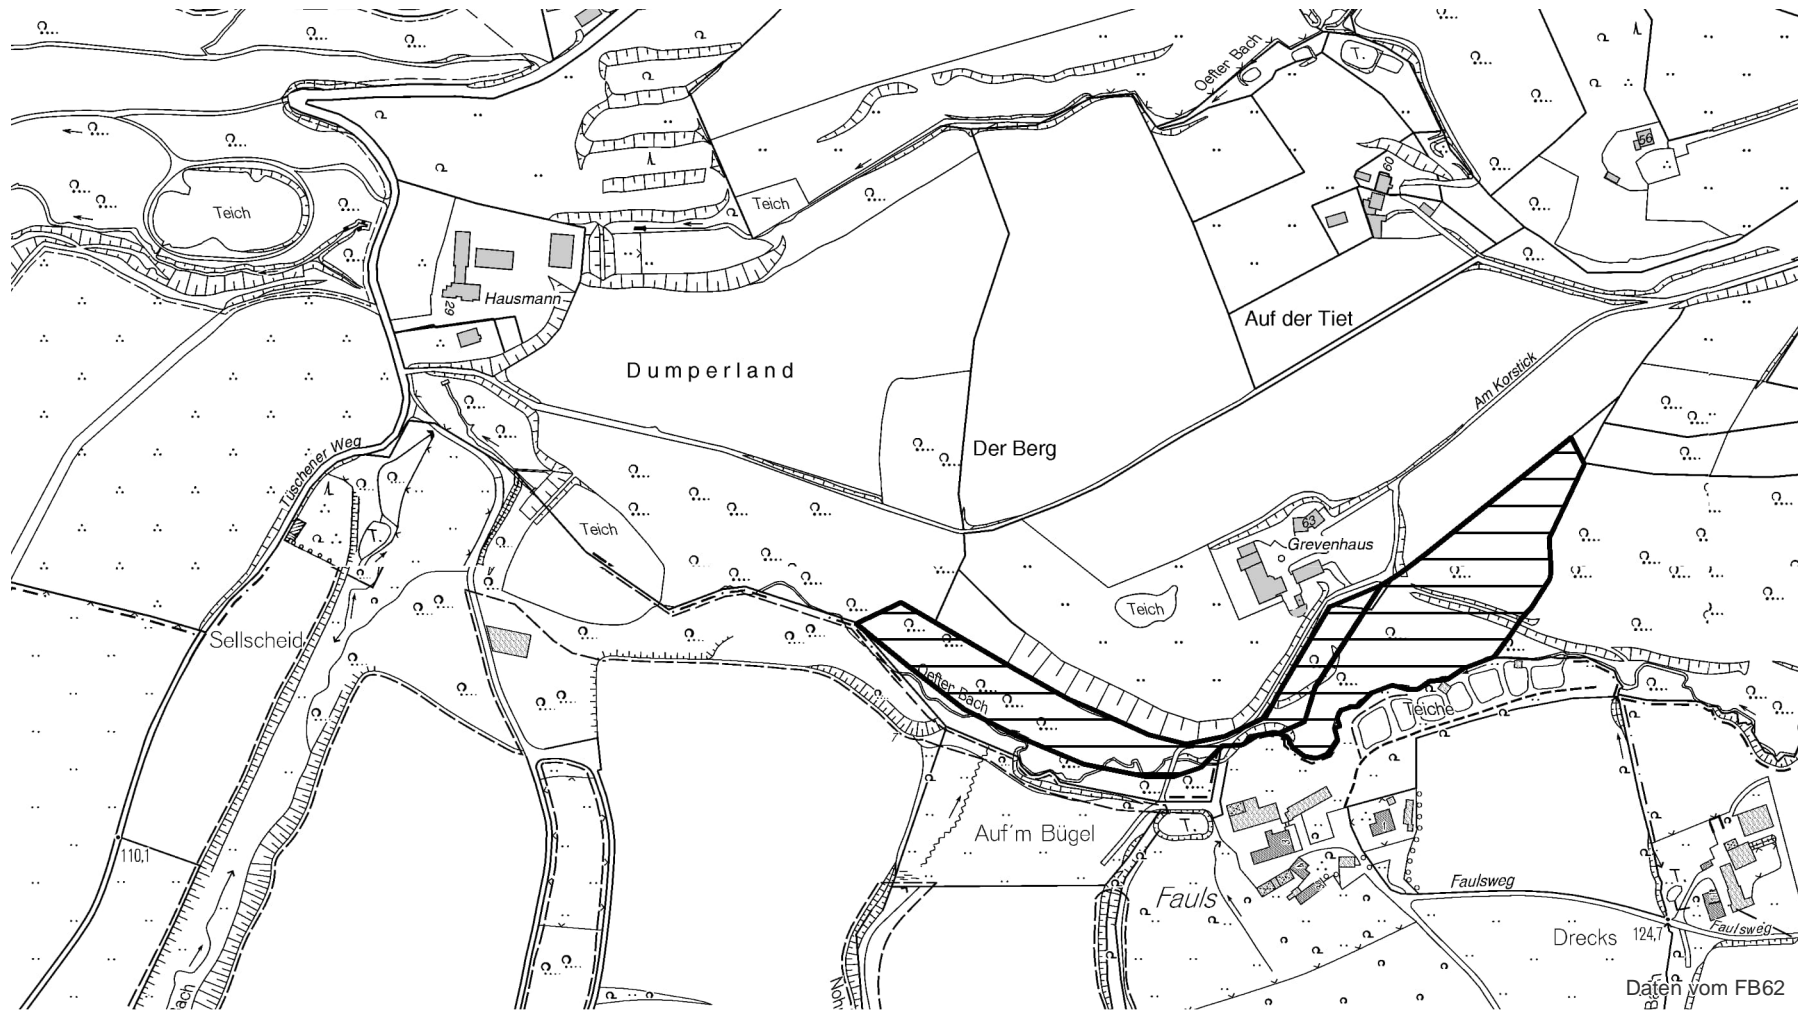 Oefter Bach
T.
56
60
Teich
Teich
Hausmann
29
Auf der Tiet
Dumperland
Am Korstick
Der Berg
Tüschener Weg
T.
Teich
63
Grevenhaus
Teich
Sellscheid
Oefter Bach
Teiche
110,1
Auf'm Bügel
T.
1
Fauls
Faulsweg
T
Drecks
124,7
Faulsweg
Daten vom FB62